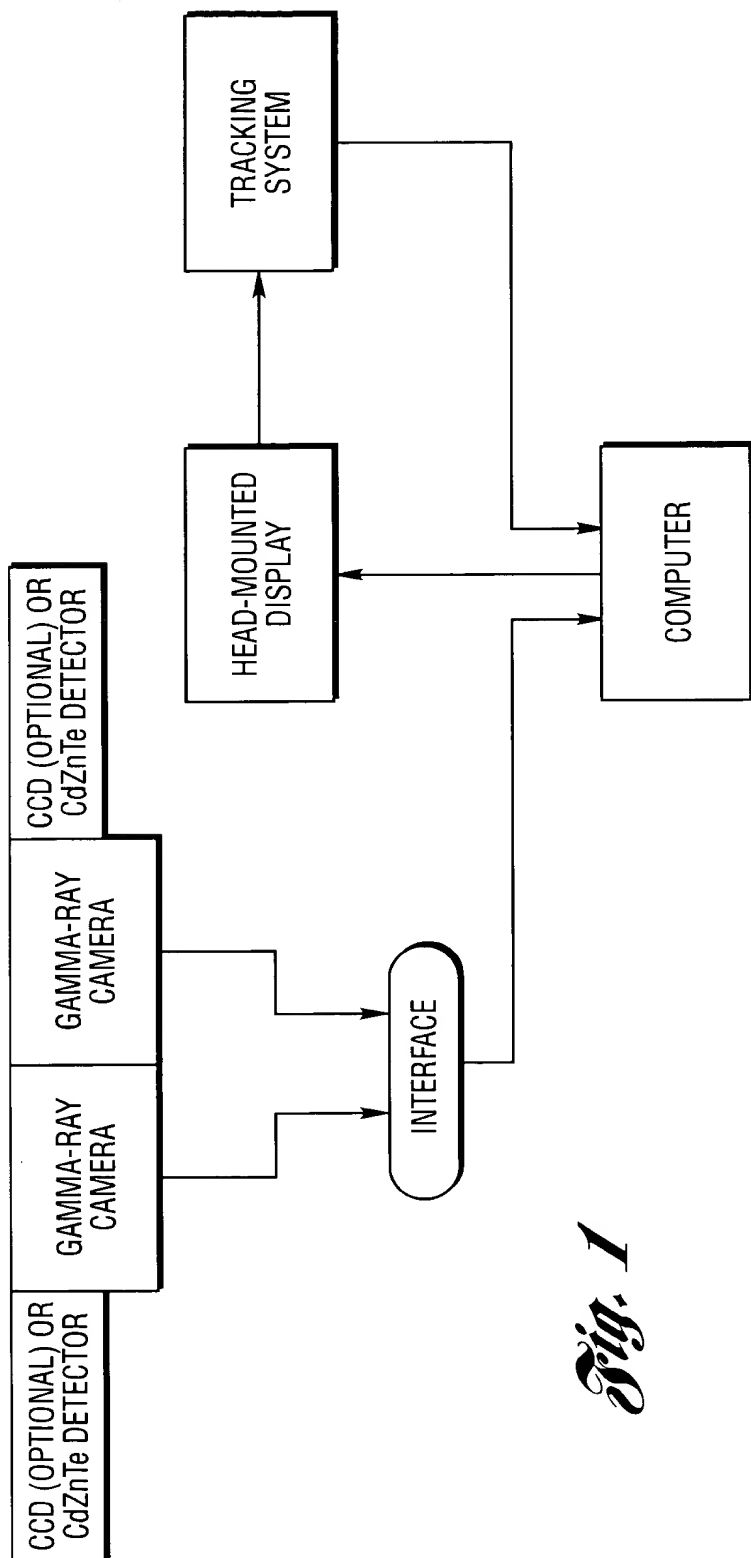 CCD (OPTIONAL) OR
CdZnTe DETECTOR
GAMMA-RAY
CAMERA
GAMMA-RAY
CAMERA
CCD (OPTIONAL) OR
CdZnTe DETECTOR
INTERFACE
HEAD-MOUNTED
DISPLAY
TRACKING
SYSTEM
COMPUTER
Fig. 1